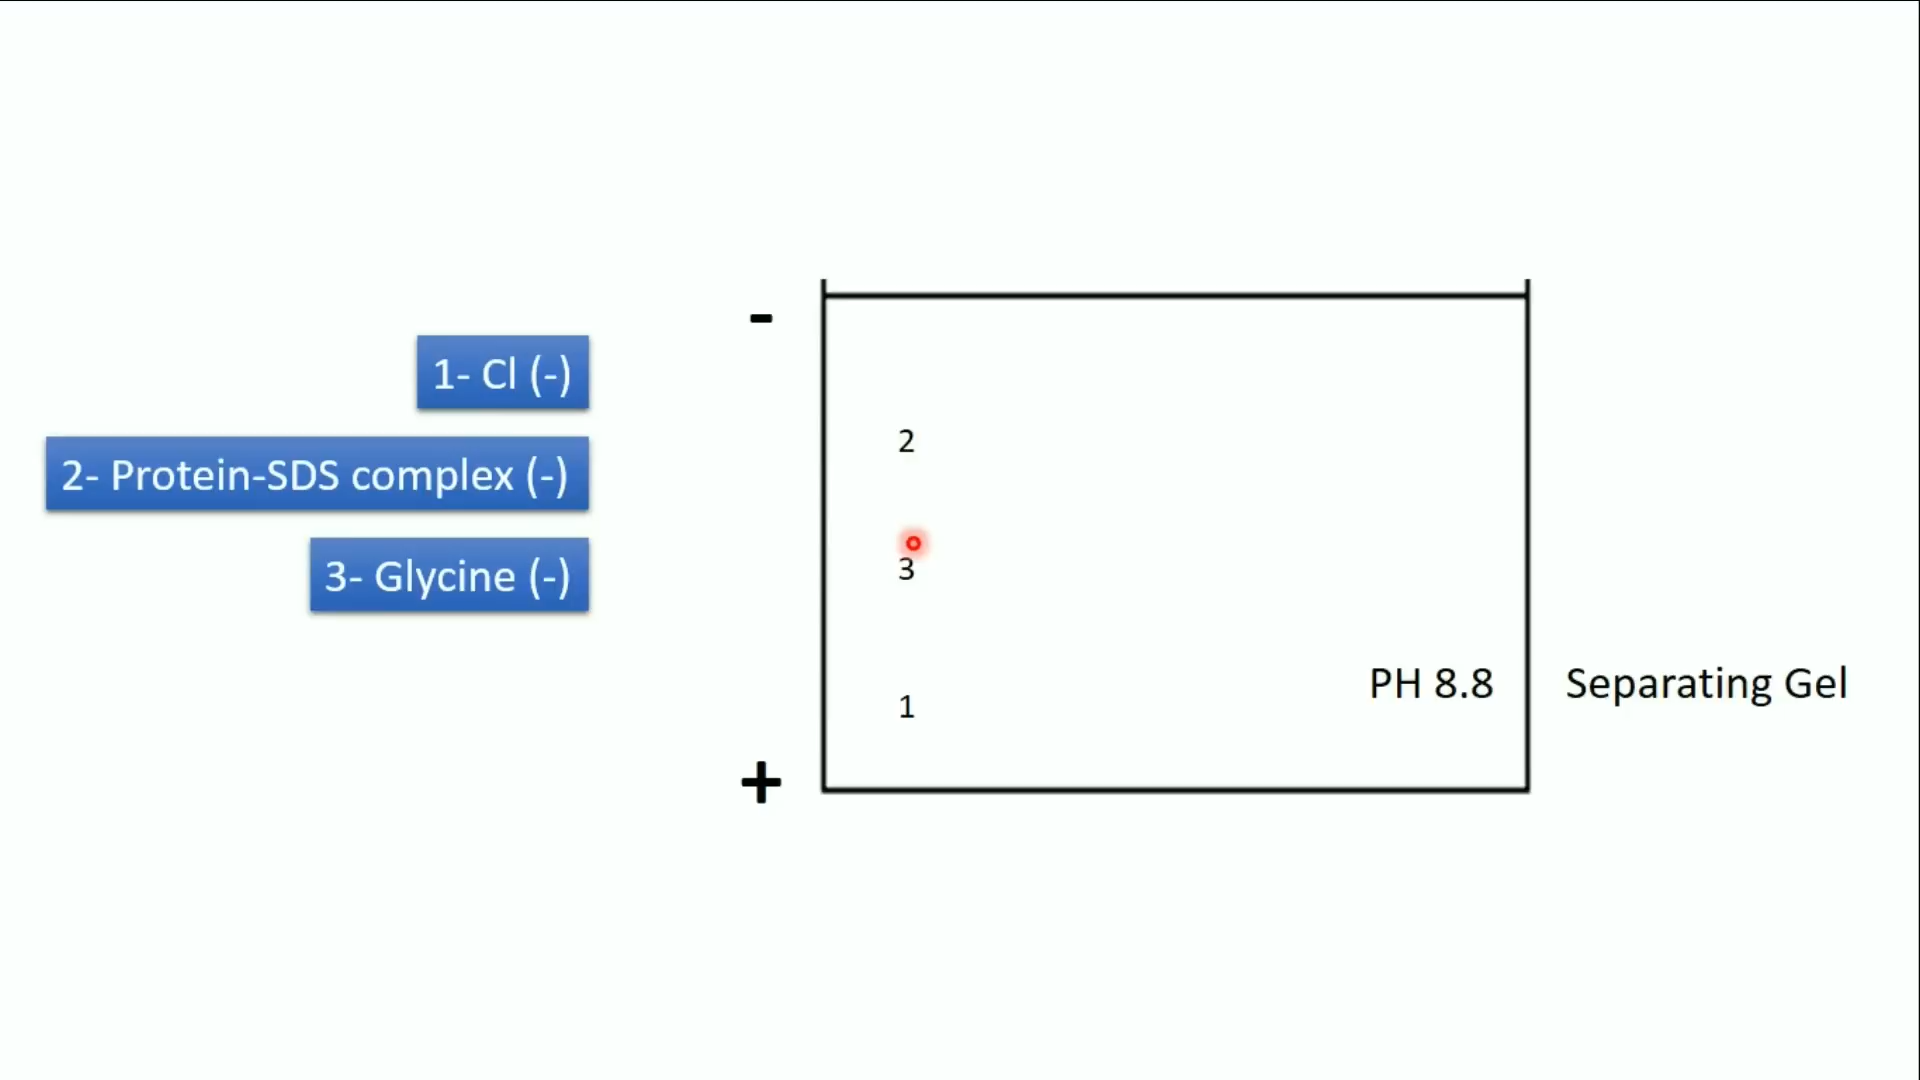 -
1- Cl (-)
2- Protein-SDS complex (-)
3- Glycine (-)
2
3
1
PH 8.8
Separating Gel
+